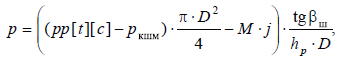 p = ((pp[t][c] − p_кшм) · π · D² / 4 − M · j) · tg β_ш / (h_p · D),